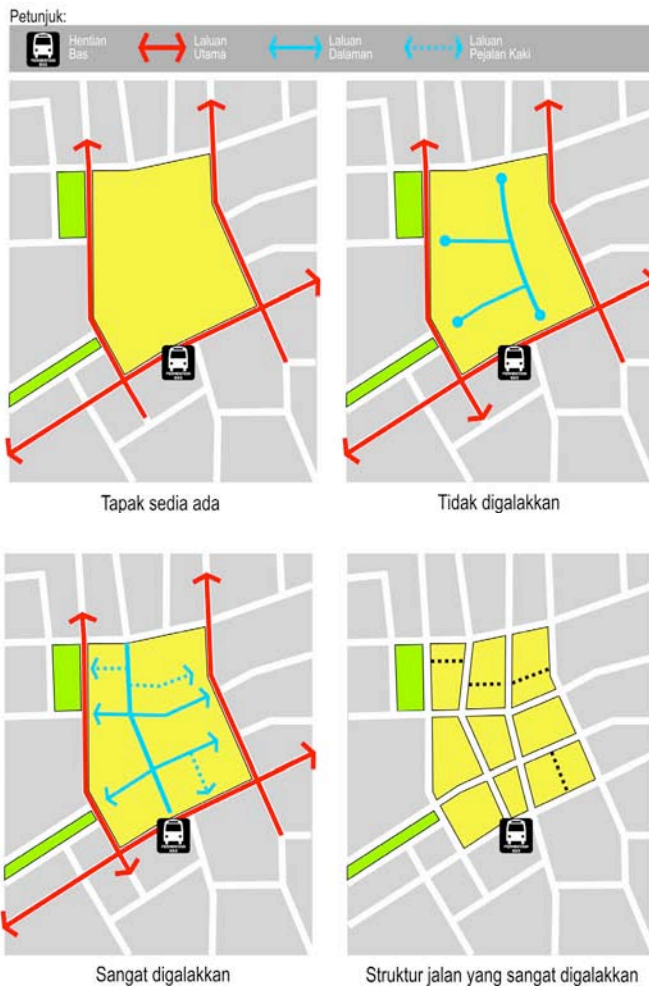 Petunjuk:
Hentian
Bas
Laluan
Utama
Laluan
Dalaman
Laluan
Pejalan Kaki
Tapak sedia ada
Tidak digalakkan
Sangat digalakkan
Struktur jalan yang sangat digalakkan